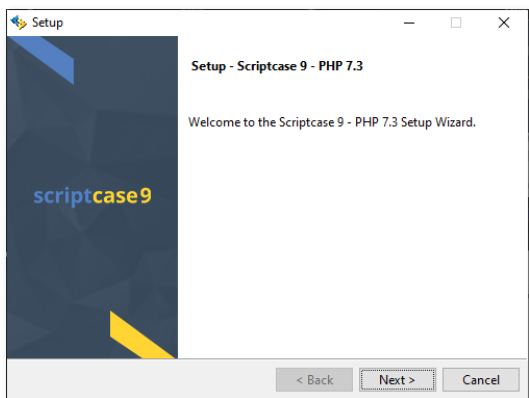 Setup
Setup - Scriptcase 9 - PHP 7.3
Welcome to the Scriptcase 9 - PHP 7.3 Setup Wizard.
scriptcase9
< Back Next > Cancel